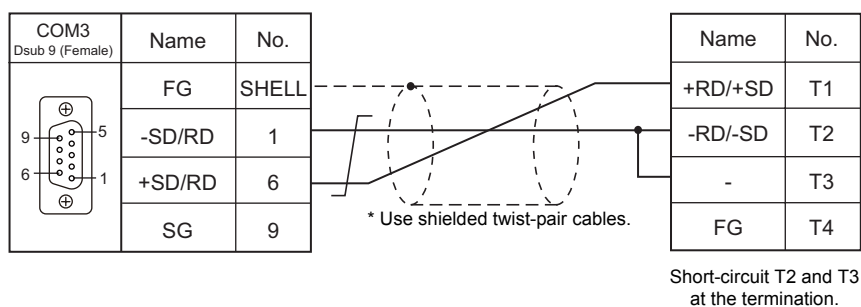 COM3
Dsub 9 (Female)
Name
No.
FG
SHELL
-SD/RD
1
+SD/RD
6
SG
9
9
5
6
1
* Use shielded twist-pair cables.
Name
No.
+RD/+SD
T1
-RD/-SD
T2
-
T3
FG
T4
Short-circuit T2 and T3
at the termination.